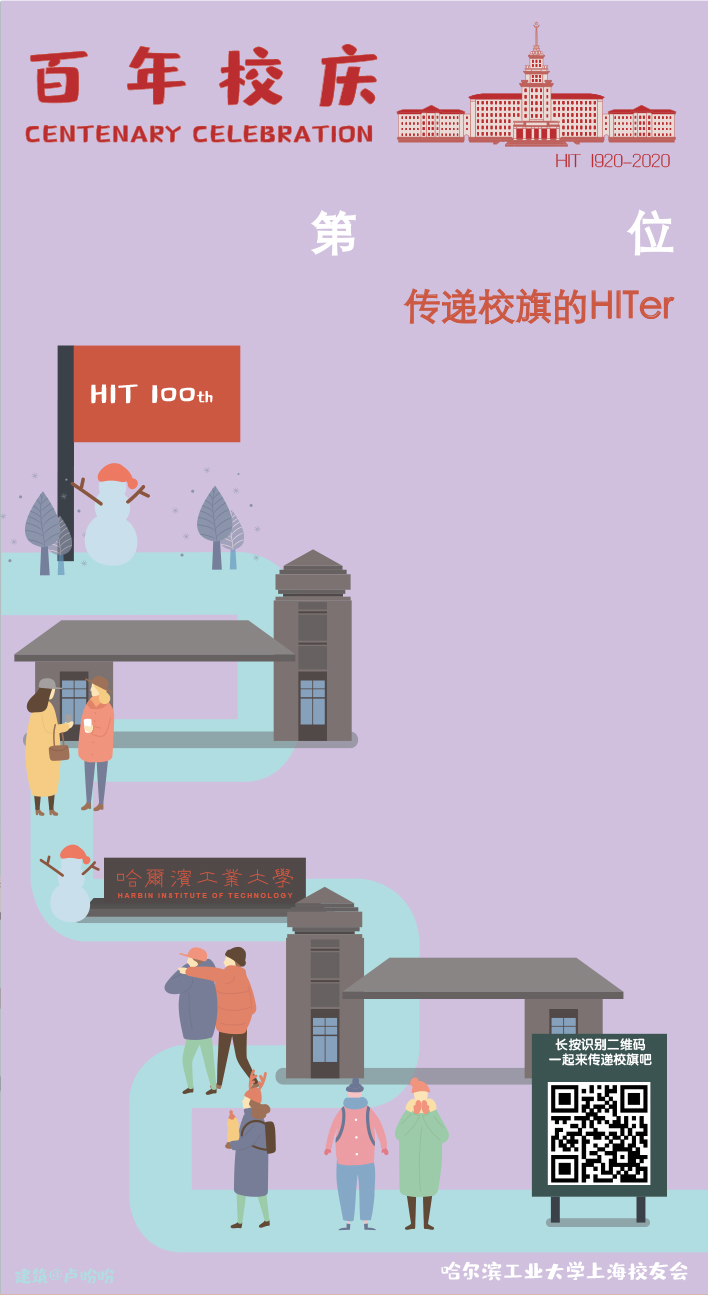 百年校庆
CENTENARY CELEBRATION
HIT 1920-2020
第 位
传递校旗的HITer
HIT 100th
哈爾濱工業大學
HARBIN INSTITUTE OF TECHNOLOGY
长按识别二维码
一起来传递校旗吧
哈尔滨工业大学上海校友会